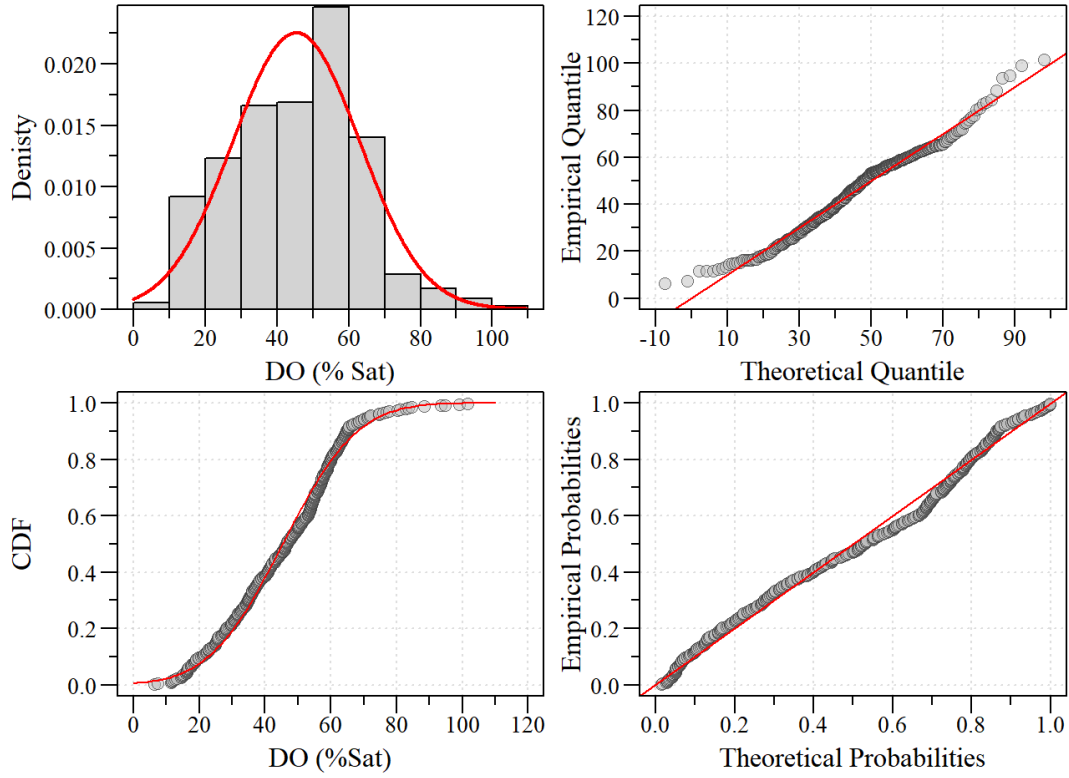 Denisty
0.020
0.015
0.010
0.005
0.000
0 20 40 60 80 100
DO (% Sat)
Empirical Quantile
120
100
80
60
40
20
0
-10 10 30 50 70 90
Theoretical Quantile
CDF
1.0
0.8
0.6
0.4
0.2
0.0
0 20 40 60 80 100 120
DO (%Sat)
Empirical Probabilities
1.0
0.8
0.6
0.4
0.2
0.0
0.0 0.2 0.4 0.6 0.8 1.0
Theoretical Probabilities